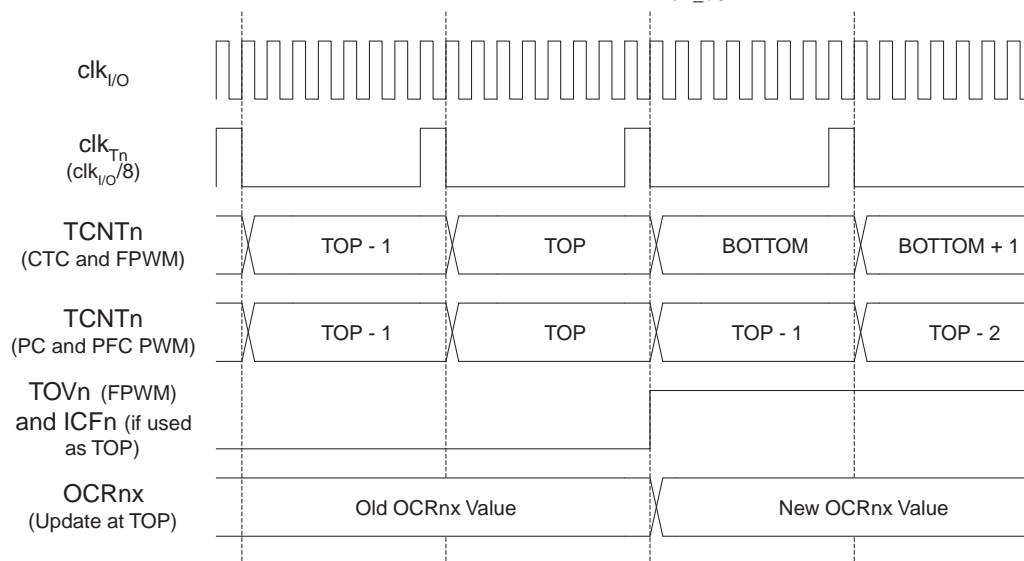 clkI/O
clkTn
(clkI/O/8)
TCNTn
(CTC and FPWM)
TOP - 1 TOP BOTTOM BOTTOM + 1
TCNTn
(PC and PFC PWM)
TOP - 1 TOP TOP - 1 TOP - 2
TOVn (FPWM)
and ICFn (if used
as TOP)
OCRnx
(Update at TOP)
Old OCRnx Value New OCRnx Value